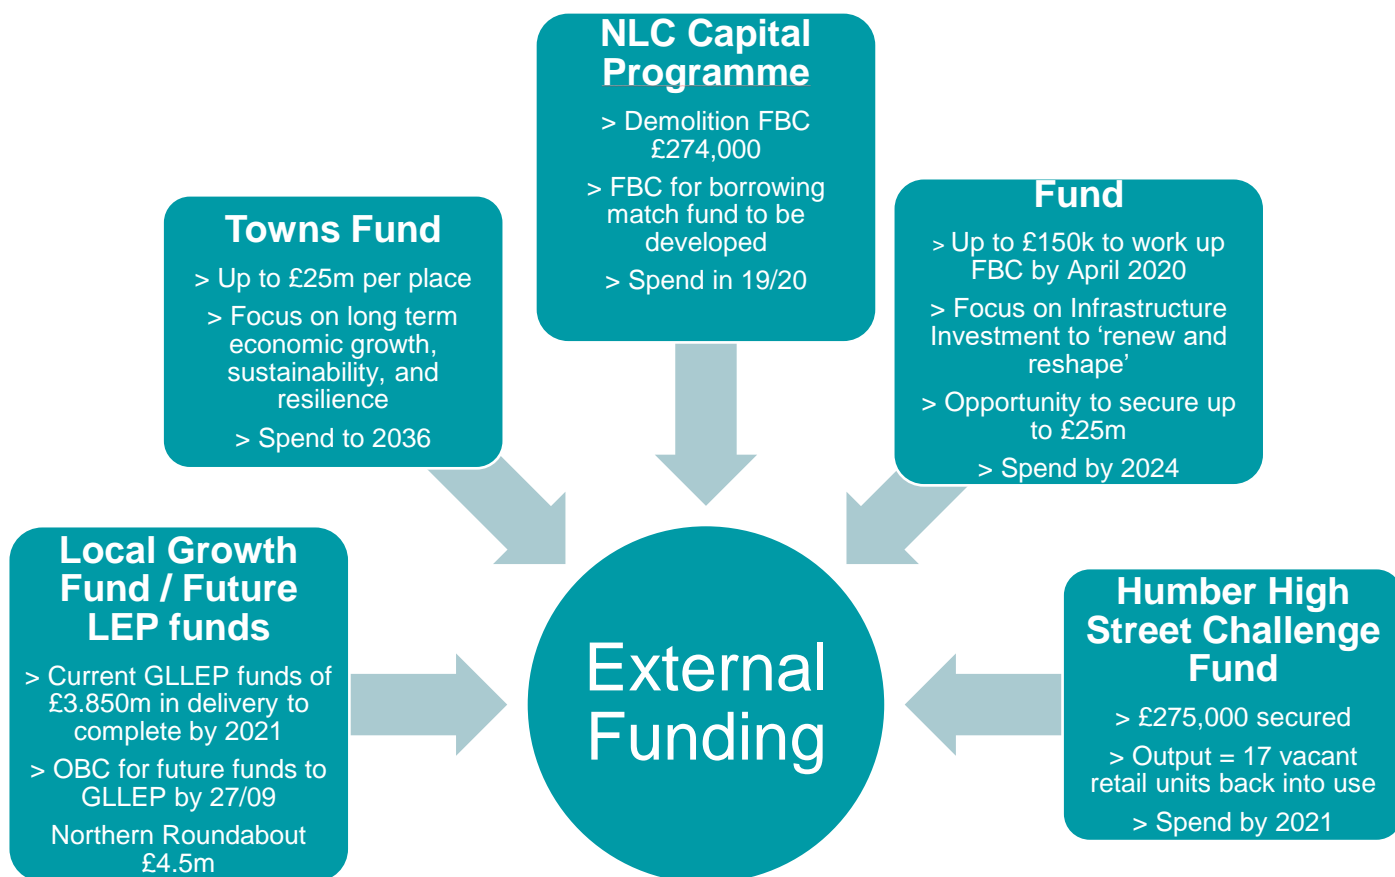 NLC Capital
Programme
> Demolition FBC
£274,000
> FBC for borrowing
match fund to be
developed
> Spend in 19/20
Towns Fund
> Up to £25m per place
> Focus on long term
economic growth,
sustainability, and
resilience
> Spend to 2036
Fund
> Up to £150k to work up
FBC by April 2020
> Focus on Infrastructure
Investment to ‘renew and
reshape’
> Opportunity to secure up
to £25m
> Spend by 2024
Local Growth
Fund / Future
LEP funds
> Current GLLEP funds of
£3.850m in delivery to
complete by 2021
> OBC for future funds to
GLLEP by 27/09
Northern Roundabout
£4.5m
External
Funding
Humber High
Street Challenge
Fund
> £275,000 secured
> Output = 17 vacant
retail units back into use
> Spend by 2021